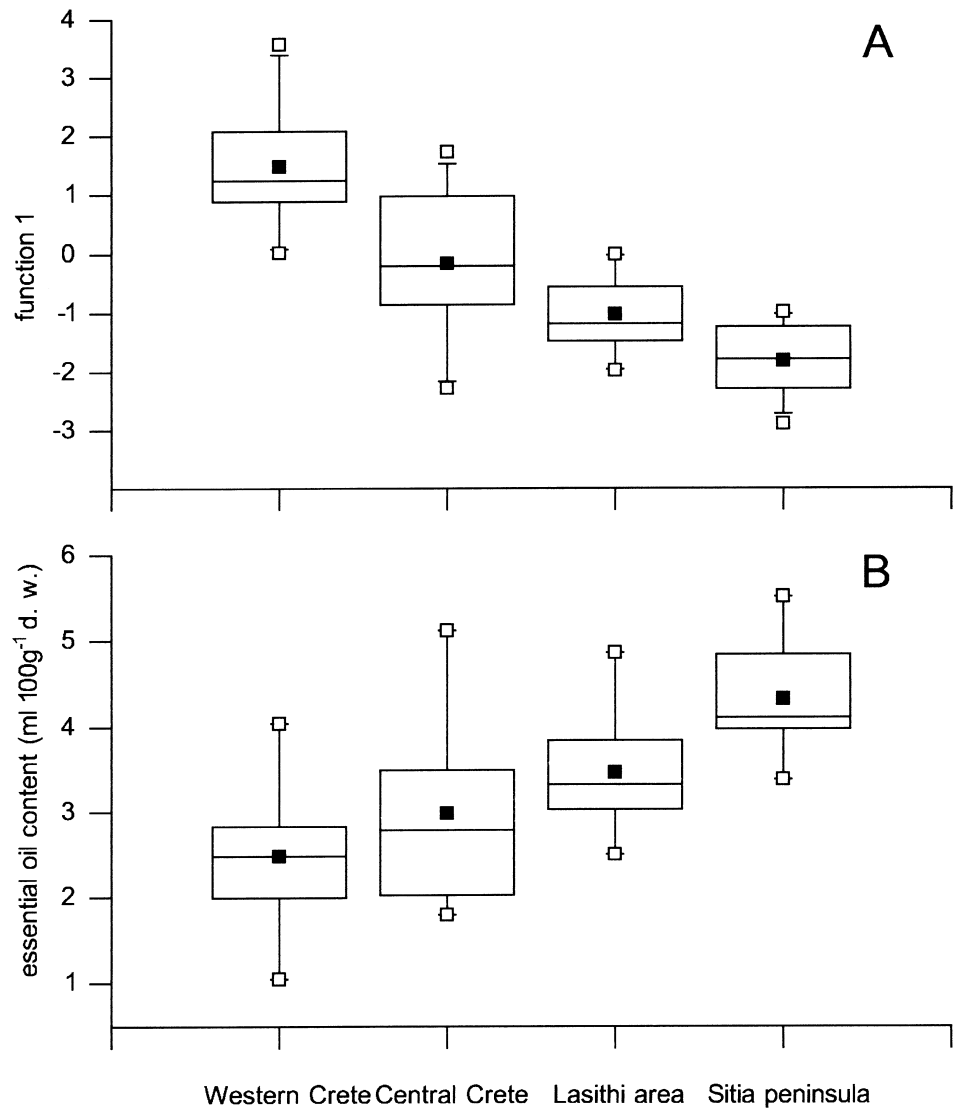 A
4
3
2
1
0
-1
-2
-3
function 1
B
6
5
4
3
2
1
essential oil content (ml 100g⁻¹ d. w.)
Western Crete Central Crete Lasithi area Sitia peninsula